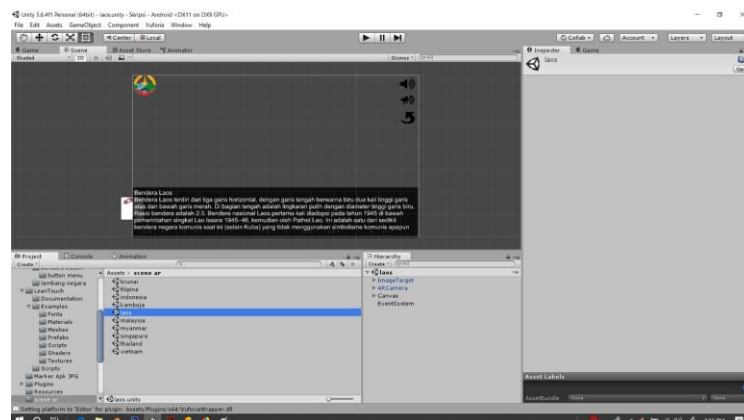 Unity 5.6.4f1 Personal (64bit) - laos.unity - Skripsi - Android <DX11 on DX9 GPU>
File Edit Assets GameObject Component Vuforia Window Help
Center Local Collab Account Layers Layout
Game Scene Asset Store Animator Inspector Game
Shaded 2D Gizmos laos
Bendera Laos
Bendera Laos terdiri dari tiga garis horizontal, dengan garis tengah berwarna biru dua kali tinggi garis
atas dan bawah garis merah. Di bagian tengah adalah lingkaran putih dengan diameter tinggi garis biru.
Rasio bendera adalah 2:3. Bendera nasional Laos pertama kali diadopsi pada tahun 1945 di bawah
pemerintahan singkat Lao Issara 1945–46, kemudian oleh Pathet Lao. Ini adalah satu dari sedikit
bendera negara komunis saat ini (selain Kuba) yang tidak menggunakan simbolisme komunis apapun
Project Console Animation Hierarchy
Create Create
button menu Assets scene ar laos
lambang negara brunai ImageTarget
LeanTouch filipina ARCamera
Documentation indonesia Canvas
Examples kamboja EventSystem
Fonts laos
Materials malaysia
Meshes myanmar
Prefabs singapura
Scripts thailand
Shaders vietnam
Textures
Scripts
Marker Apk JPG
Plugins
Resources Asset Labels
scene ar laos.unity AssetBundle None None
Setting platform to 'Editor' for plugin: Assets/Plugins/x64/VuforiaWrapper.dll